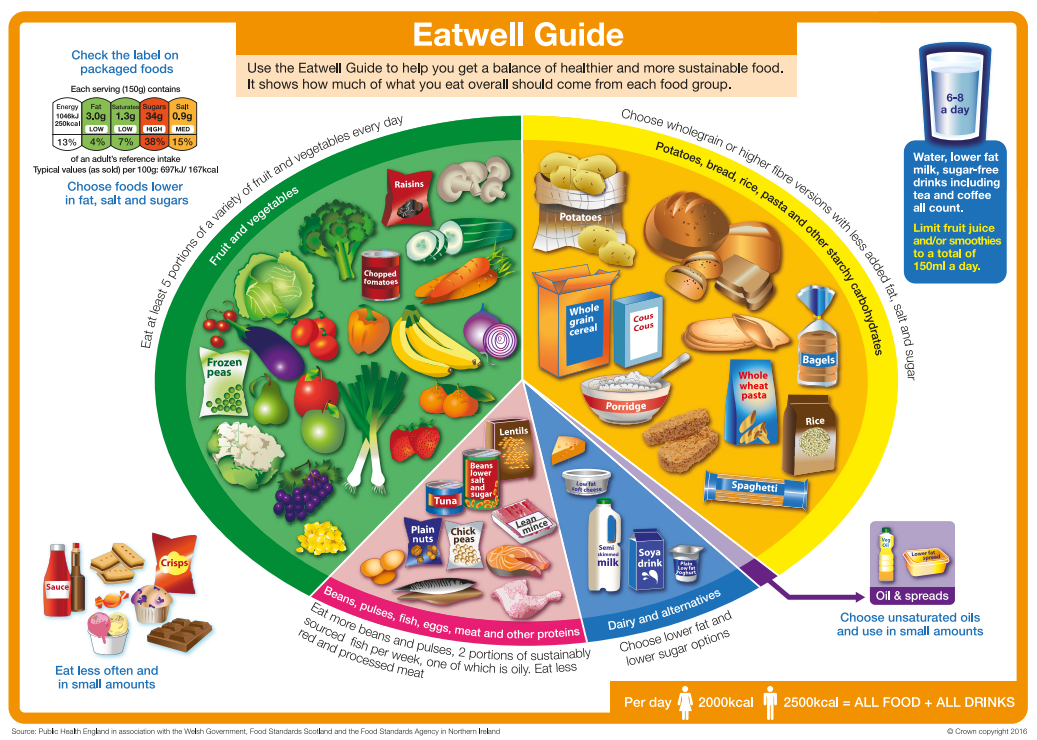 Eatwell Guide
Use the Eatwell Guide to help you get a balance of healthier and more sustainable food.
It shows how much of what you eat overall should come from each food group.
Check the label on
packaged foods
Each serving (150g) contains
Energy
1046kJ
250kcal
13%
Fat
3.0g
LOW
4%
Saturates
1.3g
LOW
7%
Sugars
34g
HIGH
38%
Salt
0.9g
MED
15%
of an adult's reference intake
Typical values (as sold) per 100g: 697kJ/ 167kcal
Choose foods lower
in fat, salt and sugars
6-8
a day
Water, lower fat
milk, sugar-free
drinks including
tea and coffee
all count.
Limit fruit juice
and/or smoothies
to a total of
150ml a day.
Eat at least 5 portions of a variety of fruit and vegetables every day
Fruit and vegetables
Raisins
Chopped
tomatoes
Frozen
peas
Choose wholegrain or higher fibre versions with less added fat, salt and sugar
Potatoes, bread, rice, pasta and other starchy carbohydrates
Potatoes
Whole
grain
cereal
Cous
Cous
Bagels
Porridge
Whole
wheat
pasta
Rice
Spaghetti
Lentils
Beans
lower
salt
and
sugar
Tuna
Plain
nuts
Chick
peas
Lean
mince
Beans, pulses, fish, eggs, meat and other proteins
Eat more beans and pulses, 2 portions of sustainably
sourced fish per week, one of which is oily. Eat less
red and processed meat
Low fat
soft cheese
Semi
skimmed
milk
Soya
drink
Plain
Low fat
yoghurt
Dairy and alternatives
Choose lower fat and
lower sugar options
Veg
Oil
Lower fat
spread
Oil & spreads
Choose unsaturated oils
and use in small amounts
Sauce
Crisps
Eat less often and
in small amounts
Per day 2000kcal 2500kcal = ALL FOOD + ALL DRINKS
Source: Public Health England in association with the Welsh Government, Food Standards Scotland and the Food Standards Agency in Northern Ireland
© Crown copyright 2016